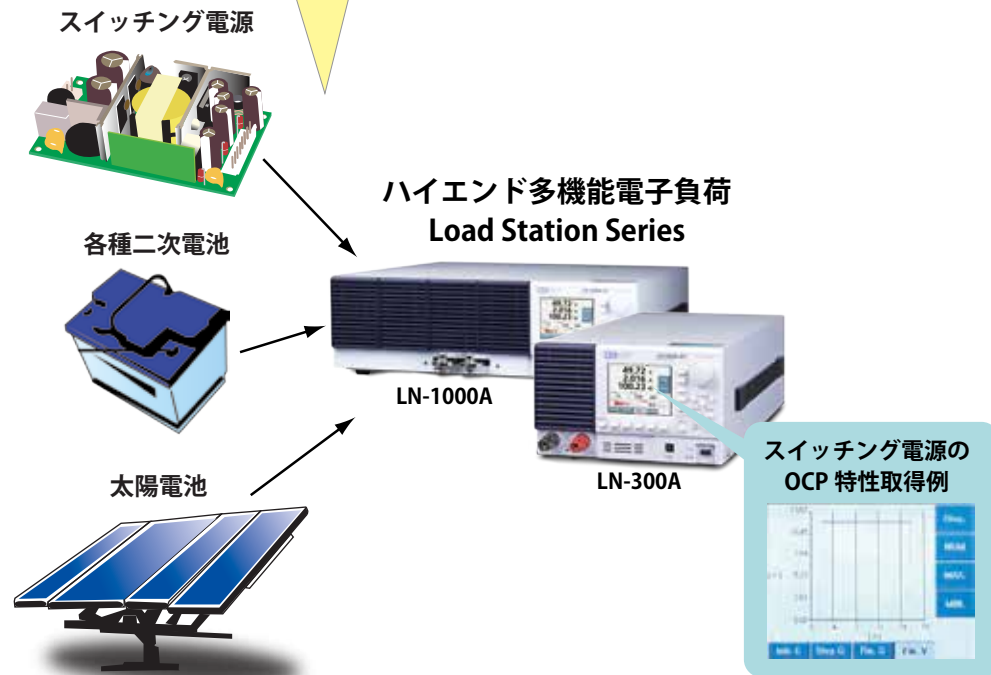 スイッチング電源
ハイエンド多機能電子負荷
Load Station Series
各種二次電池
LN-1000A
LN-300A
太陽電池
スイッチング電源の
OCP 特性取得例